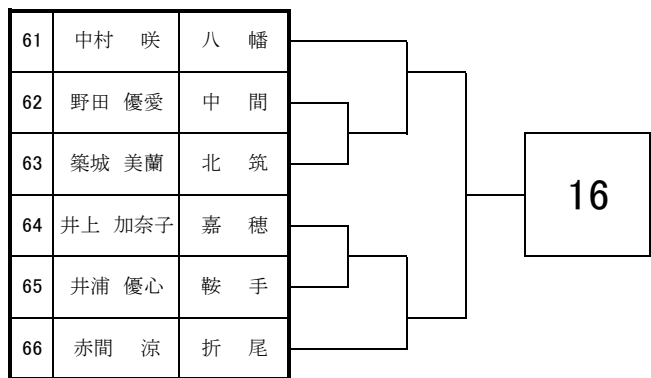 61 中村 咲 八 幡
62 野田 優愛 中 間
63 築城 美蘭 北 筑
64 井上 加奈子 嘉 穂
65 井浦 優心 鞍 手
66 赤間 涼 折 尾
16